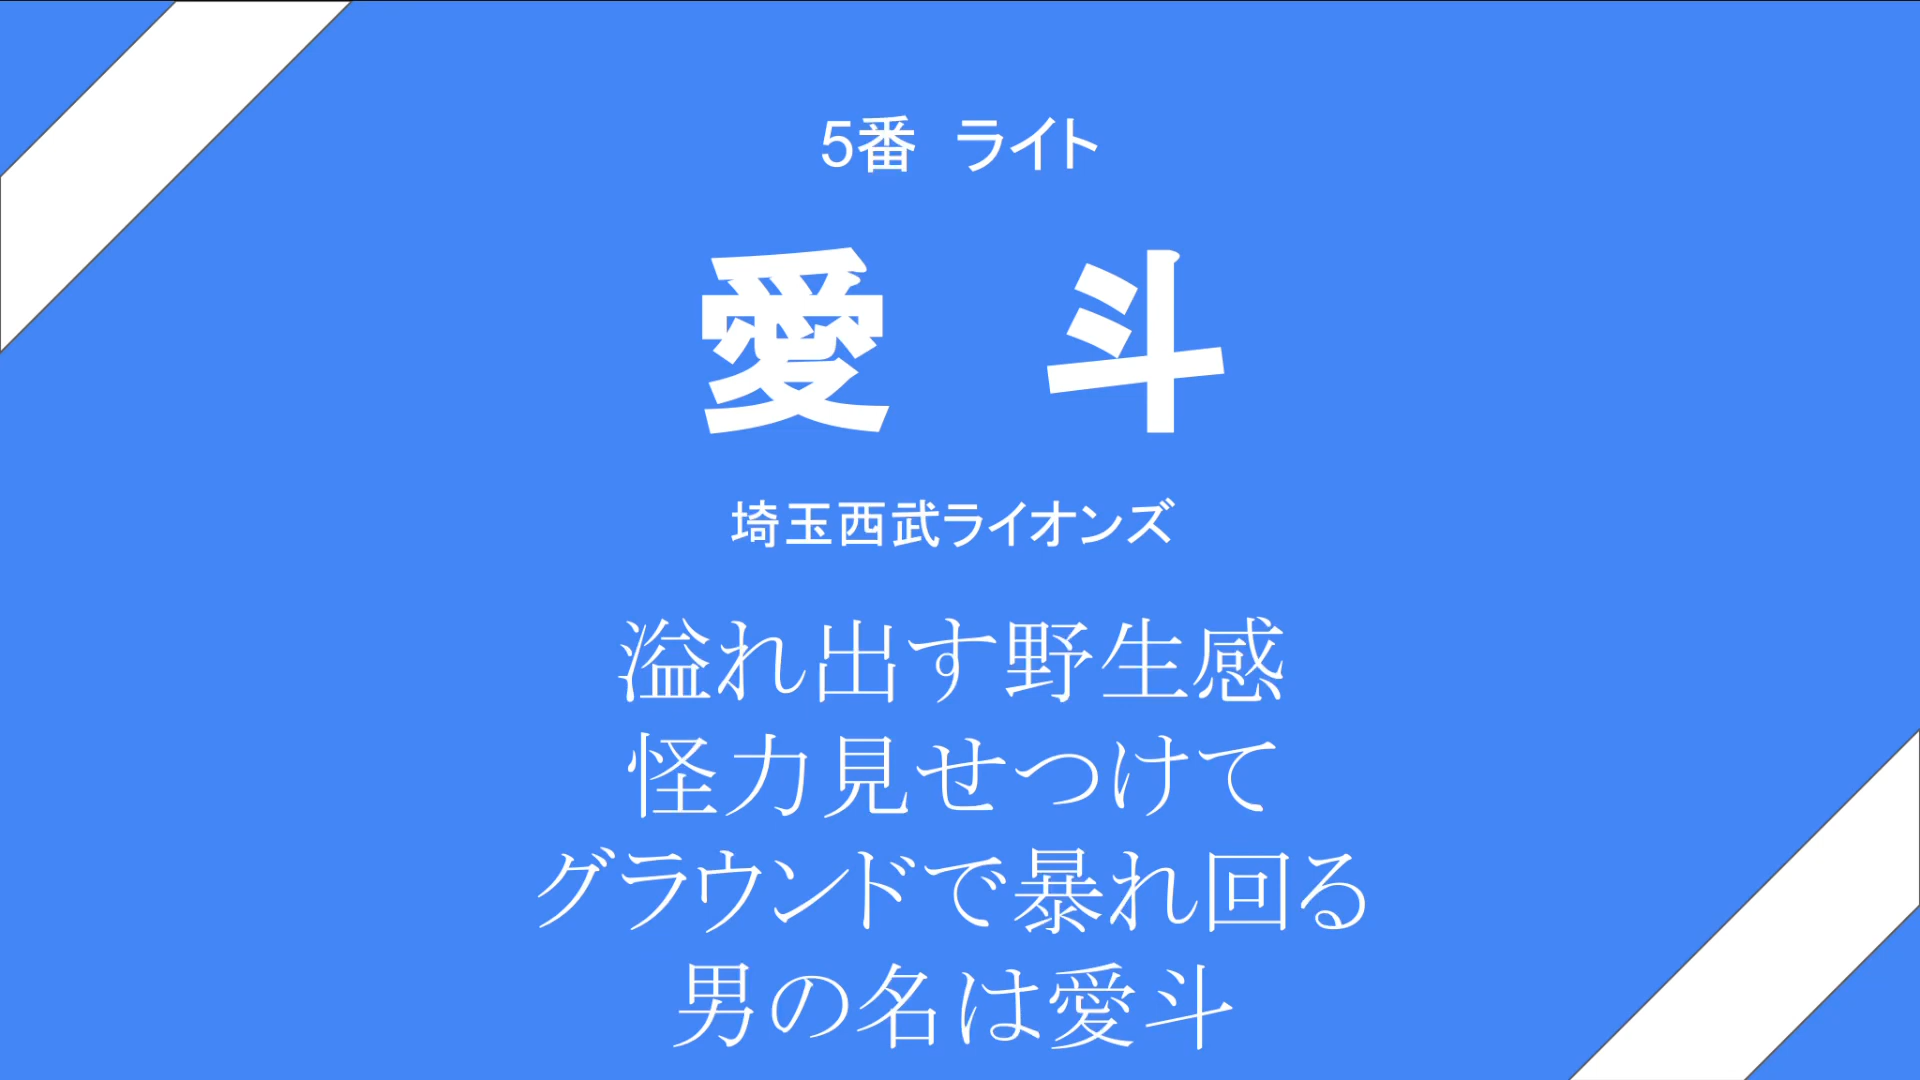 5番 ライト
愛 斗
埼玉西武ライオンズ
溢れ出す野生感
怪力見せつけて
グラウンドで暴れ回る
男の名は愛斗